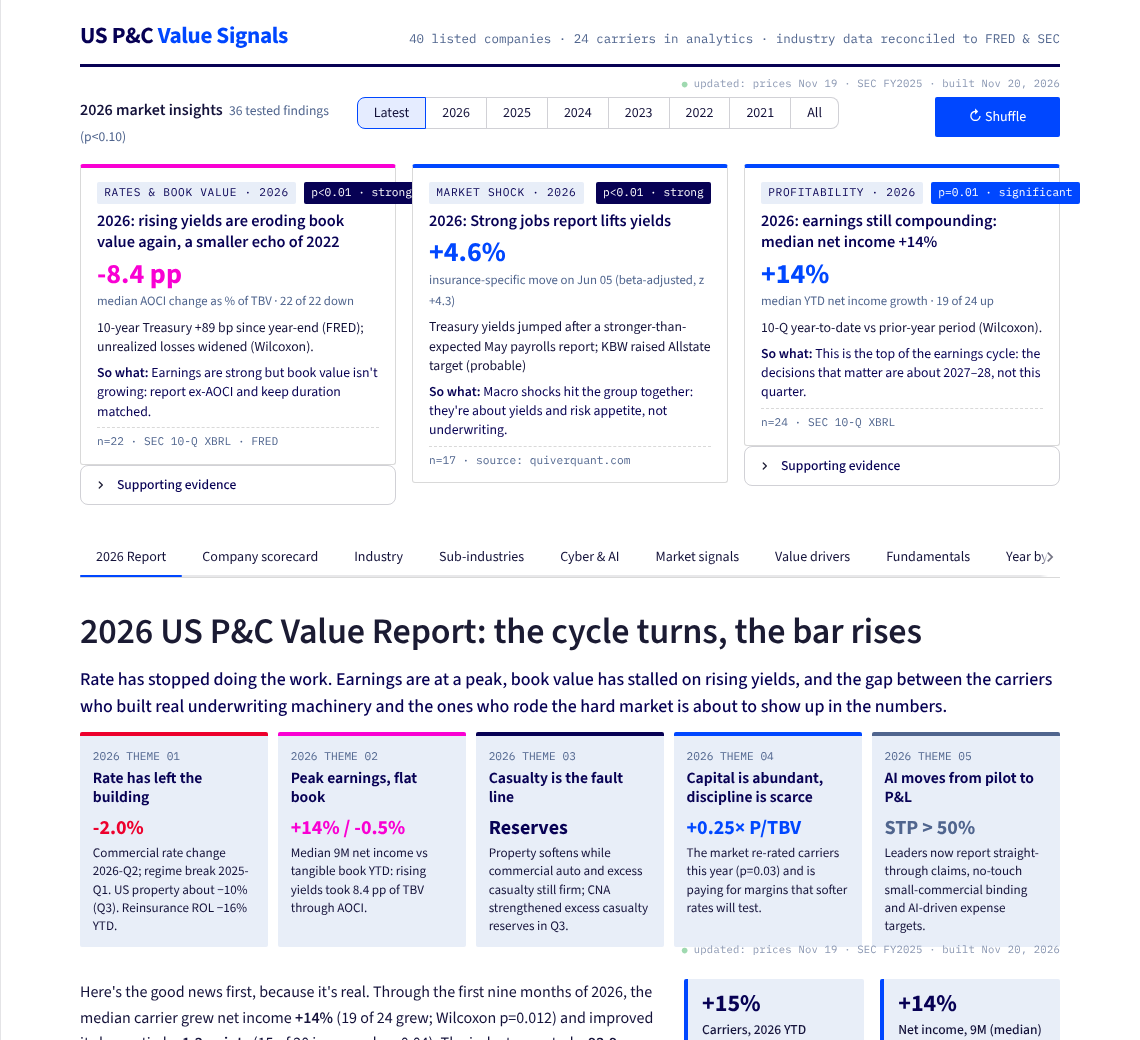 US P&C Value Signals
40 listed companies · 24 carriers in analytics · industry data reconciled to FRED & SEC
updated: prices Nov 19 · SEC FY2025 · built Nov 20, 2026
2026 market insights 36 tested findings
(p<0.10)
Latest 2026 2025 2024 2023 2022 2021 All
↻ Shuffle
RATES & BOOK VALUE · 2026 p<0.01 · strong
2026: rising yields are eroding book
value again, a smaller echo of 2022
-8.4 pp
median AOCI change as % of TBV · 22 of 22 down
10-year Treasury +89 bp since year-end (FRED);
unrealized losses widened (Wilcoxon).
So what: Earnings are strong but book value isn't
growing: report ex-AOCI and keep duration
matched.
n=22 · SEC 10-Q XBRL · FRED
Supporting evidence
MARKET SHOCK · 2026 p<0.01 · strong
2026: Strong jobs report lifts yields
+4.6%
insurance-specific move on Jun 05 (beta-adjusted, z
+4.3)
Treasury yields jumped after a stronger-than-
expected May payrolls report; KBW raised Allstate
target (probable)
So what: Macro shocks hit the group together:
they're about yields and risk appetite, not
underwriting.
n=17 · source: quiverquant.com
PROFITABILITY · 2026 p=0.01 · significant
2026: earnings still compounding:
median net income +14%
+14%
median YTD net income growth · 19 of 24 up
10-Q year-to-date vs prior-year period (Wilcoxon).
So what: This is the top of the earnings cycle: the
decisions that matter are about 2027–28, not this
quarter.
n=24 · SEC 10-Q XBRL
Supporting evidence
2026 Report Company scorecard Industry Sub-industries Cyber & AI Market signals Value drivers Fundamentals Year by
2026 US P&C Value Report: the cycle turns, the bar rises
Rate has stopped doing the work. Earnings are at a peak, book value has stalled on rising yields, and the gap between the carriers
who built real underwriting machinery and the ones who rode the hard market is about to show up in the numbers.
2026 THEME 01
Rate has left the
building
-2.0%
Commercial rate change
2026-Q2; regime break 2025-
Q1. US property about −10%
(Q3). Reinsurance ROL −16%
YTD.
2026 THEME 02
Peak earnings, flat
book
+14% / -0.5%
Median 9M net income vs
tangible book YTD: rising
yields took 8.4 pp of TBV
through AOCI.
2026 THEME 03
Casualty is the fault
line
Reserves
Property softens while
commercial auto and excess
casualty still firm; CNA
strengthened excess casualty
reserves in Q3.
2026 THEME 04
Capital is abundant,
discipline is scarce
+0.25× P/TBV
The market re-rated carriers
this year (p=0.03) and is
paying for margins that softer
rates will test.
2026 THEME 05
AI moves from pilot to
P&L
STP > 50%
Leaders now report straight-
through claims, no-touch
small-commercial binding
and AI-driven expense
targets.
updated: prices Nov 19 · SEC FY2025 · built Nov 20, 2026
Here's the good news first, because it's real. Through the first nine months of 2026, the
median carrier grew net income +14% (19 of 24 grew; Wilcoxon p=0.012) and improved
+15%
Carriers, 2026 YTD
+14%
Net income, 9M (median)